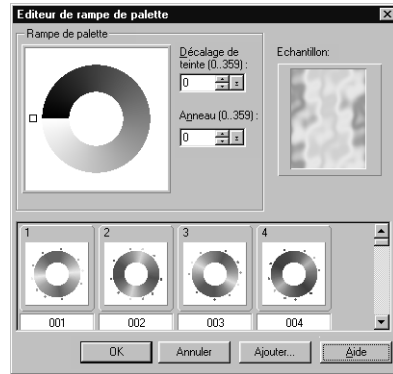 Editeur de rampe de palette
Rampe de palette
Décalage de
teinte (0..359) :
0
Anneau (0..359) :
0
Echantillon:
1
2
3
4
001
002
003
004
OK
Annuler
Ajouter...
Aide